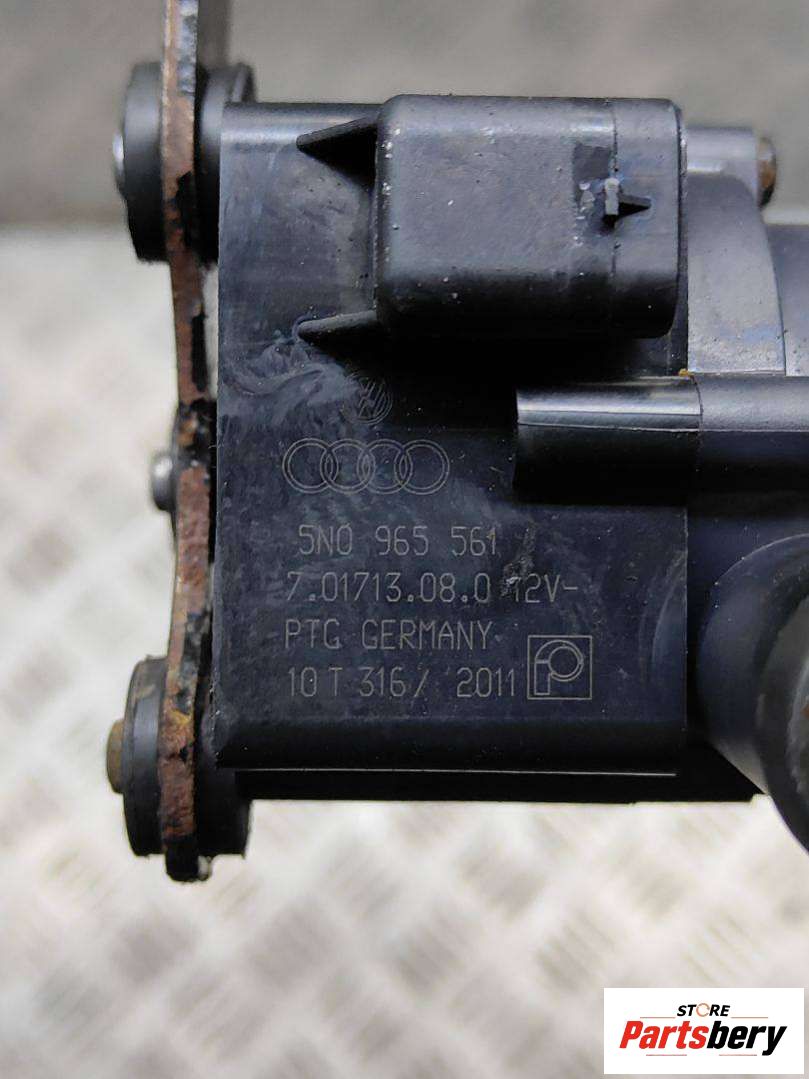 5N0 965 561
7.01713.08.0 12V-
PTG GERMANY
10 T 316/ 2011
STORE
Partsbery